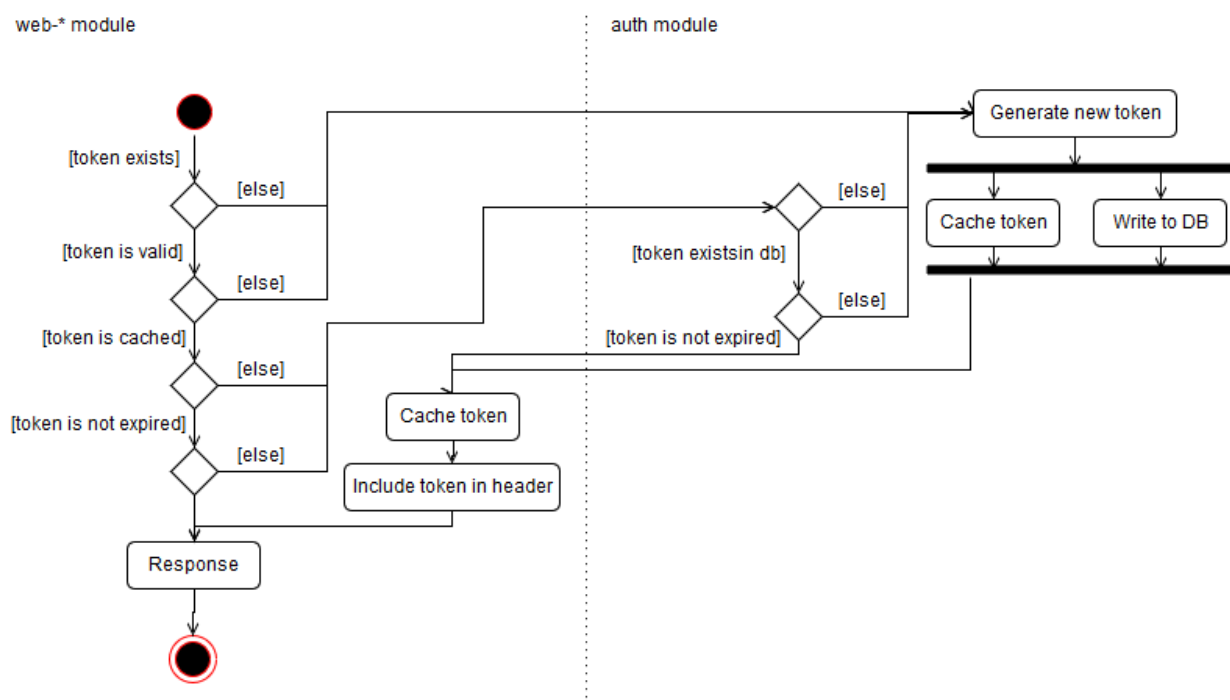 web-* module
auth module
Generate new token
[token exists]
[else]
[else]
Cache token
Write to DB
[token is valid]
[token existsin db]
[else]
[else]
[token is cached]
[token is not expired]
[else]
Cache token
[token is not expired]
[else]
Include token in header
Response